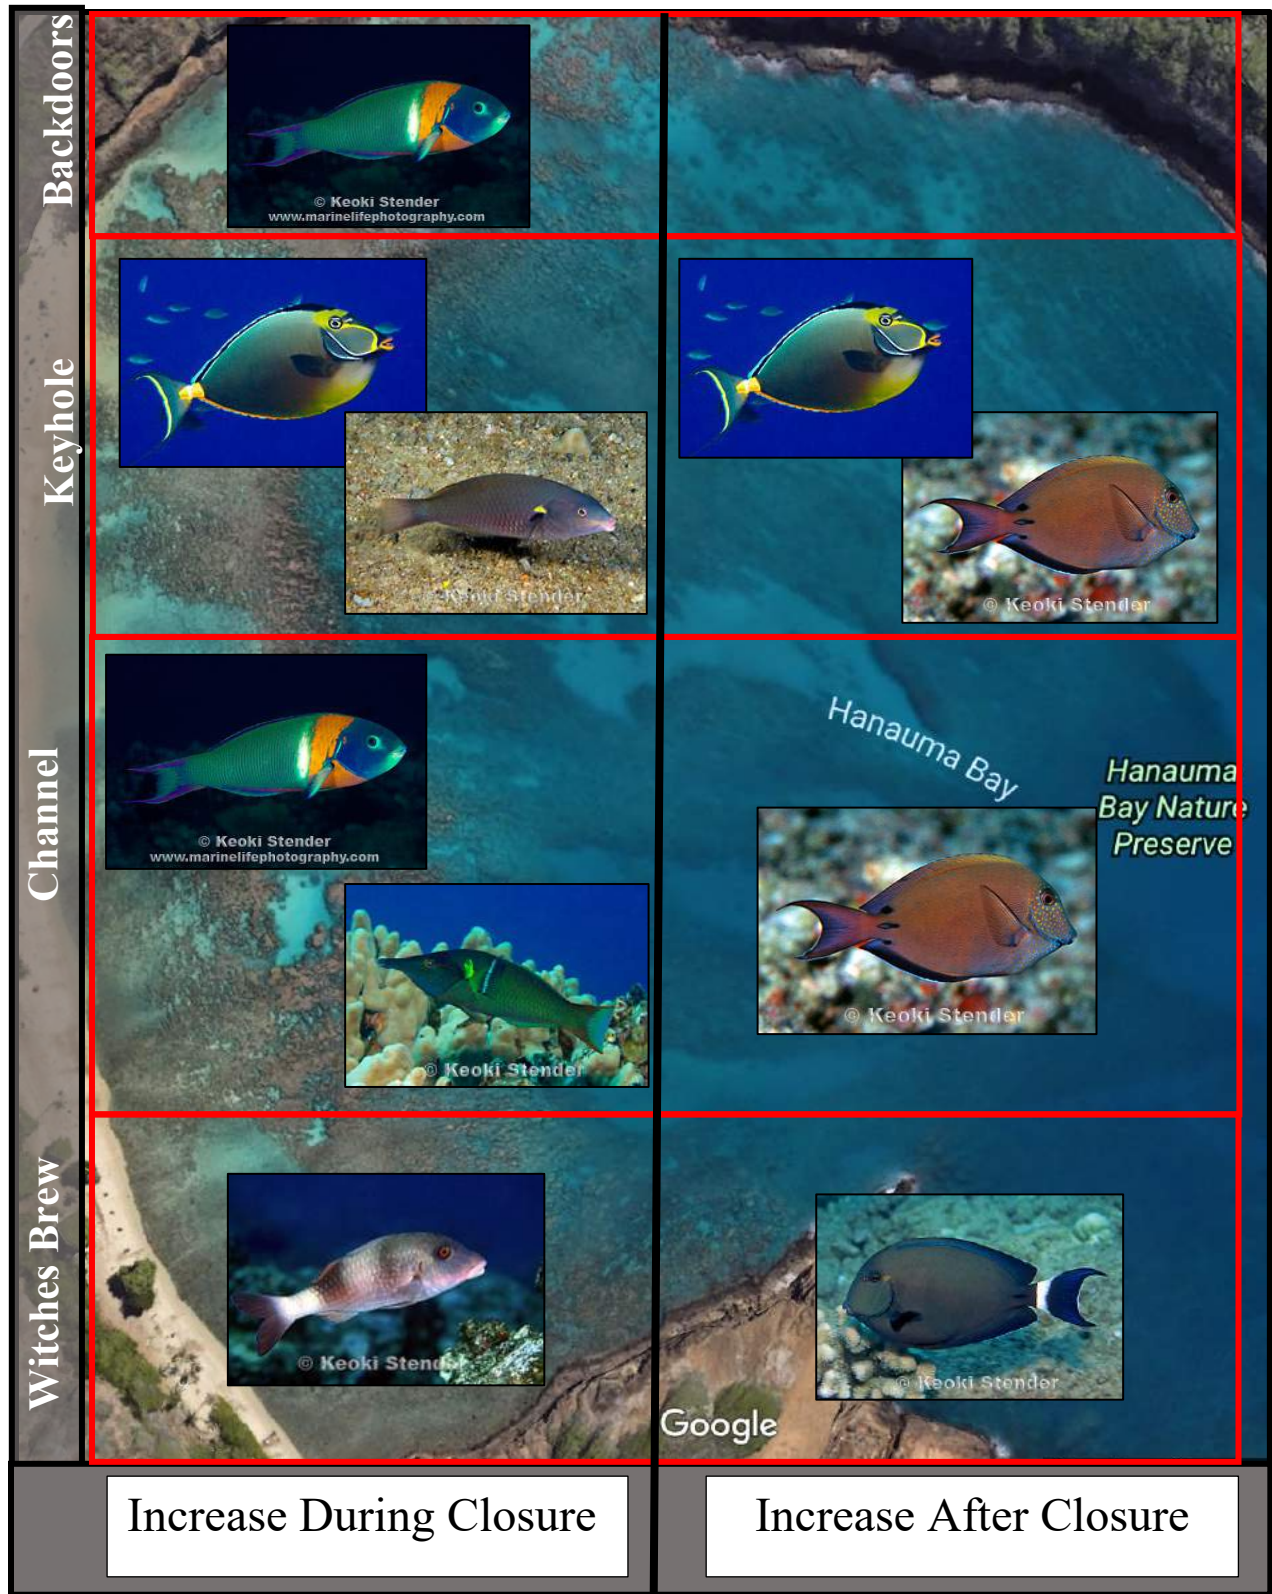 Backdoors
© Keoki Stender
www.marinelifephotography.com
Keyhole
© Keoki Stender
© Keoki Stender
Channel
© Keoki Stender
www.marinelifephotography.com
Hanauma Bay
Hanauma
Bay Nature
Preserve
© Keoki Stender
© Keoki Stender
Witches Brew
© Keoki Stender
© Keoki Stender
Google
Increase During Closure
Increase After Closure